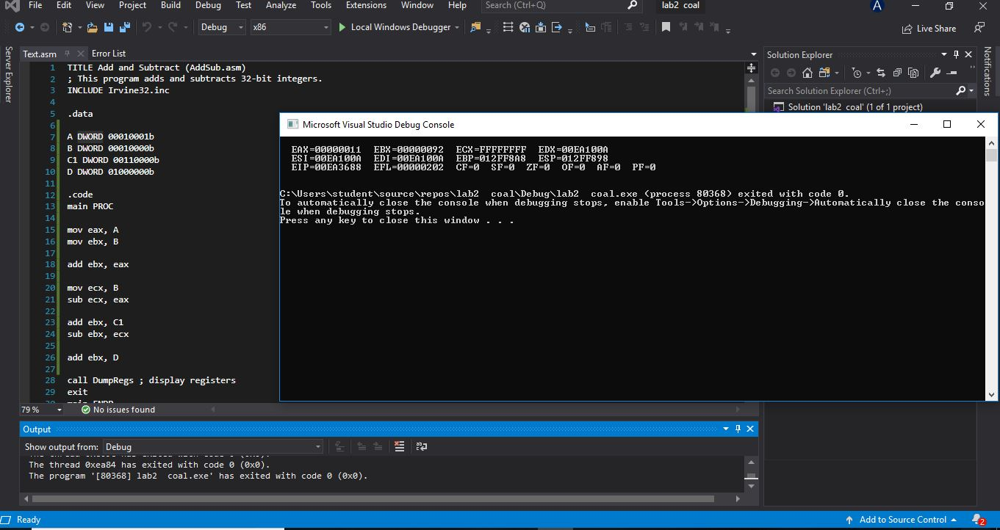 File Edit View Project Build Debug Test Analyze Tools Extensions Window Help Search (Ctrl+Q) lab2 coal A
Debug x86 Local Windows Debugger Live Share
Server Explorer
Text.asm Error List
1 TITLE Add and Subtract (AddSub.asm)
2 ; This program adds and subtracts 32-bit integers.
3 INCLUDE Irvine32.inc
4
5 .data
6
7 A DWORD 00010001b
8 B DWORD 00010000b
9 C1 DWORD 00110000b
10 D DWORD 01000000b
11
12 .code
13 main PROC
14
15 mov eax, A
16 mov ebx, B
17
18 add ebx, eax
19
20 mov ecx, B
21 sub ecx, eax
22
23 add ebx, C1
24 sub ebx, ecx
25
26 add ebx, D
27
28 call DumpRegs ; display registers
29 exit
30 main ENDP
79 % No issues found
Microsoft Visual Studio Debug Console
EAX=00000011 EBX=00000092 ECX=FFFFFFFF EDX=00EA100A
ESI=00EA100A EDI=00EA100A EBP=012FF8A8 ESP=012FF898
EIP=00EA3688 EFL=00000202 CF=0 SF=0 ZF=0 OF=0 AF=0 PF=0
C:\Users\student\source\repos\lab2 coal\Debug\lab2 coal.exe (process 80368) exited with code 0.
To automatically close the console when debugging stops, enable Tools->Options->Debugging->Automatically close the conso
le when debugging stops.
Press any key to close this window . . .
Solution Explorer
Search Solution Explorer (Ctrl+;)
Solution 'lab2 coal' (1 of 1 project)
Notifications
Output
Show output from: Debug
The thread 0xea84 has exited with code 0 (0x0).
The program '[80368] lab2 coal.exe' has exited with code 0 (0x0).
Ready Add to Source Control 2